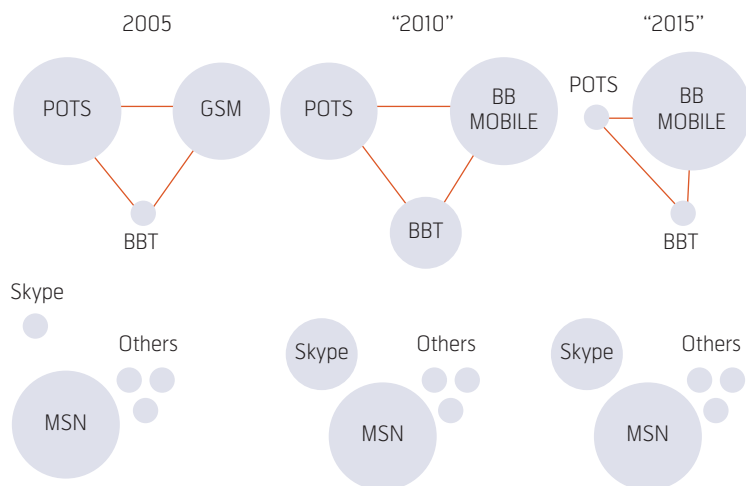 2005
“2010”
“2015”
POTS
GSM
BBT
POTS
BB
MOBILE
BBT
POTS
BB
MOBILE
BBT
Skype
Others
MSN
Skype
Others
MSN
Skype
Others
MSN